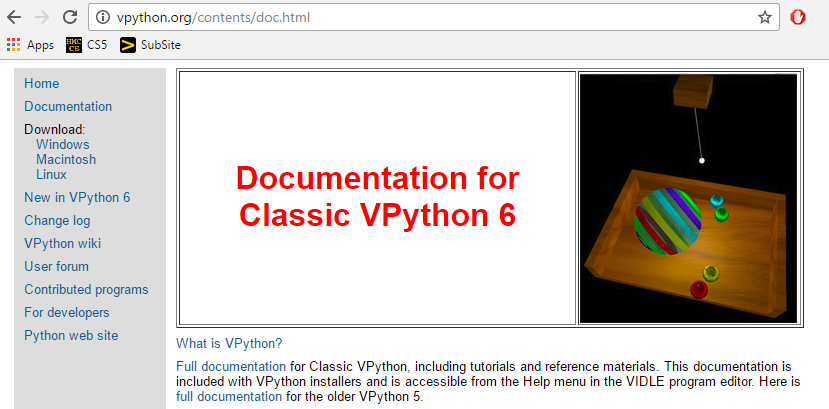 vpython.org/contents/doc.html
Apps
HMC
CS
CS5
SubSite
Home
Documentation
Download:
Windows
Macintosh
Linux
New in VPython 6
Change log
VPython wiki
User forum
Contributed programs
For developers
Python web site
Documentation for
Classic VPython 6
What is VPython?
Full documentation for Classic VPython, including tutorials and reference materials. This documentation is
included with VPython installers and is accessible from the Help menu in the VIDLE program editor. Here is
full documentation for the older VPython 5.